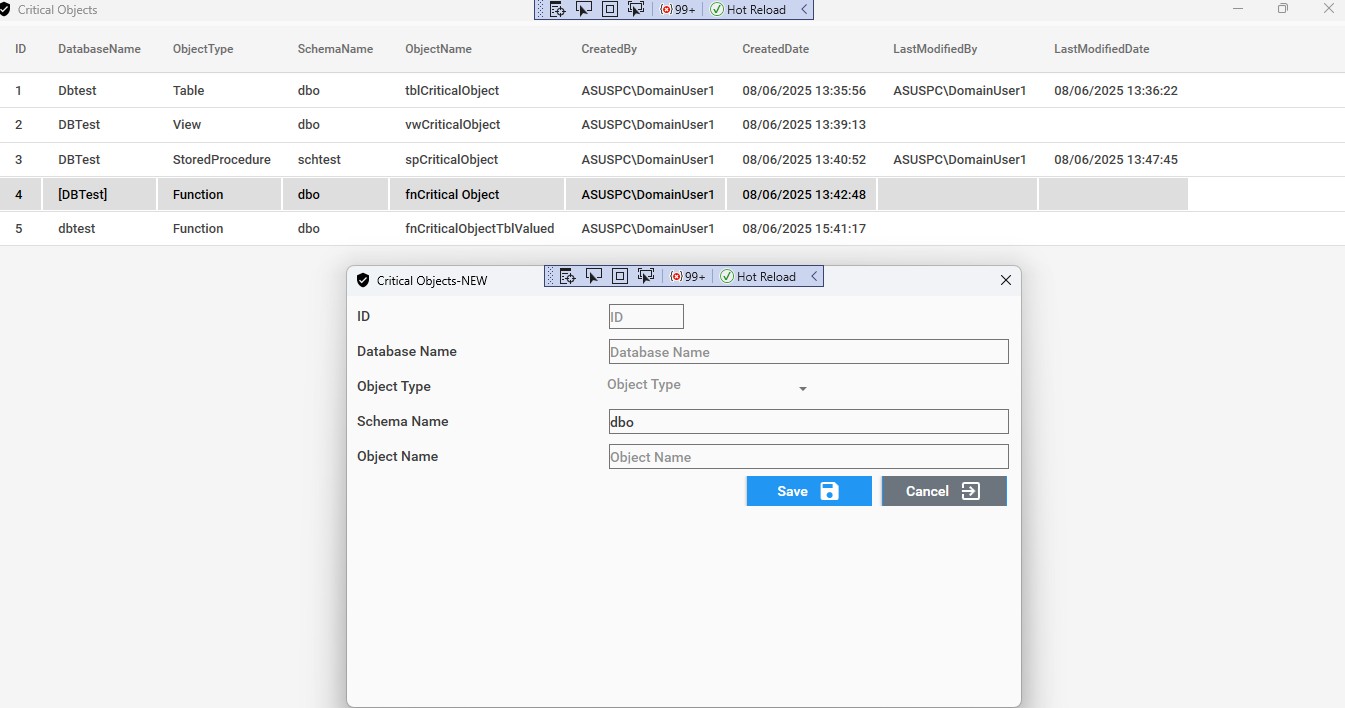 Critical Objects 99+ Hot Reload
ID DatabaseName ObjectType SchemaName ObjectName CreatedBy CreatedDate LastModifiedBy LastModifiedDate
1 Dbtest Table dbo tblCriticalObject ASUSPC\DomainUser1 08/06/2025 13:35:56 ASUSPC\DomainUser1 08/06/2025 13:36:22
2 DBTest View dbo vwCriticalObject ASUSPC\DomainUser1 08/06/2025 13:39:13
3 DBTest StoredProcedure schtest spCriticalObject ASUSPC\DomainUser1 08/06/2025 13:40:52 ASUSPC\DomainUser1 08/06/2025 13:47:45
4 [DBTest] Function dbo fnCritical Object ASUSPC\DomainUser1 08/06/2025 13:42:48
5 dbtest Function dbo fnCriticalObjectTblValued ASUSPC\DomainUser1 08/06/2025 15:41:17
Critical Objects-NEW 99+ Hot Reload
ID ID
Database Name Database Name
Object Type Object Type
Schema Name dbo
Object Name Object Name
Save Cancel